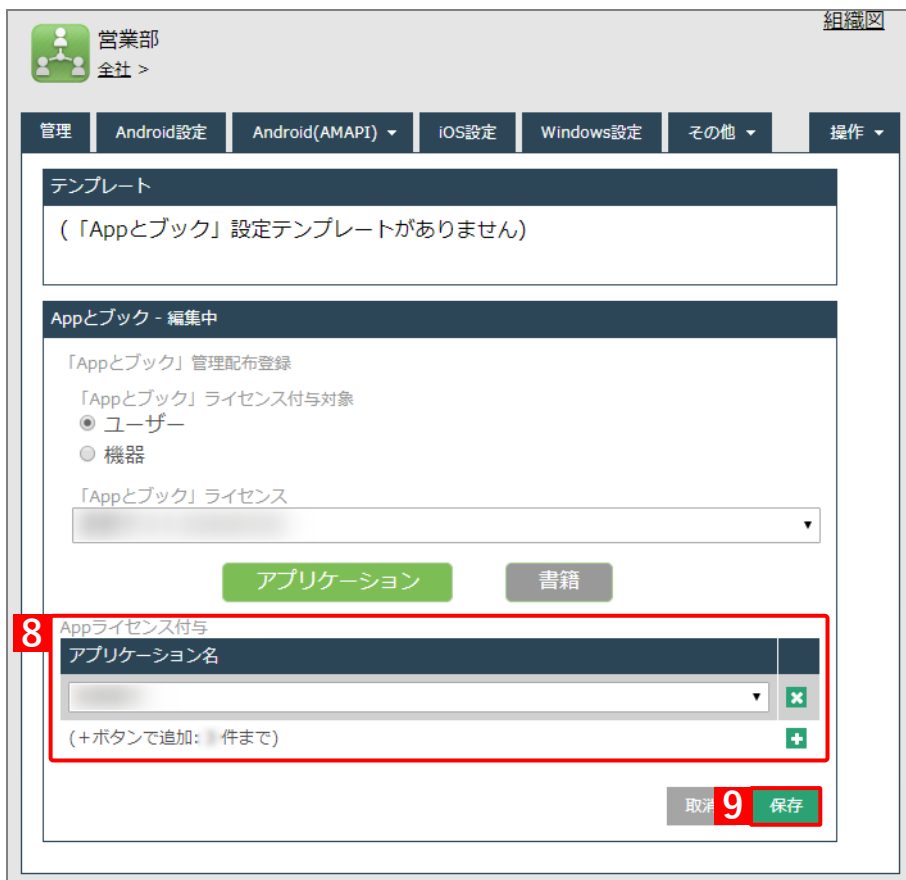 組織図
営業部
全社 >
管理 Android設定 Android(AMAPI) iOS設定 Windows設定 その他 操作
テンプレート
(「Appとブック」設定テンプレートがありません)
Appとブック - 編集中
「Appとブック」管理配布登録
「Appとブック」ライセンス付与対象
ユーザー
機器
「Appとブック」ライセンス
アプリケーション 書籍
8 Appライセンス付与
アプリケーション名
(+ボタンで追加: 件まで)
取消 9 保存